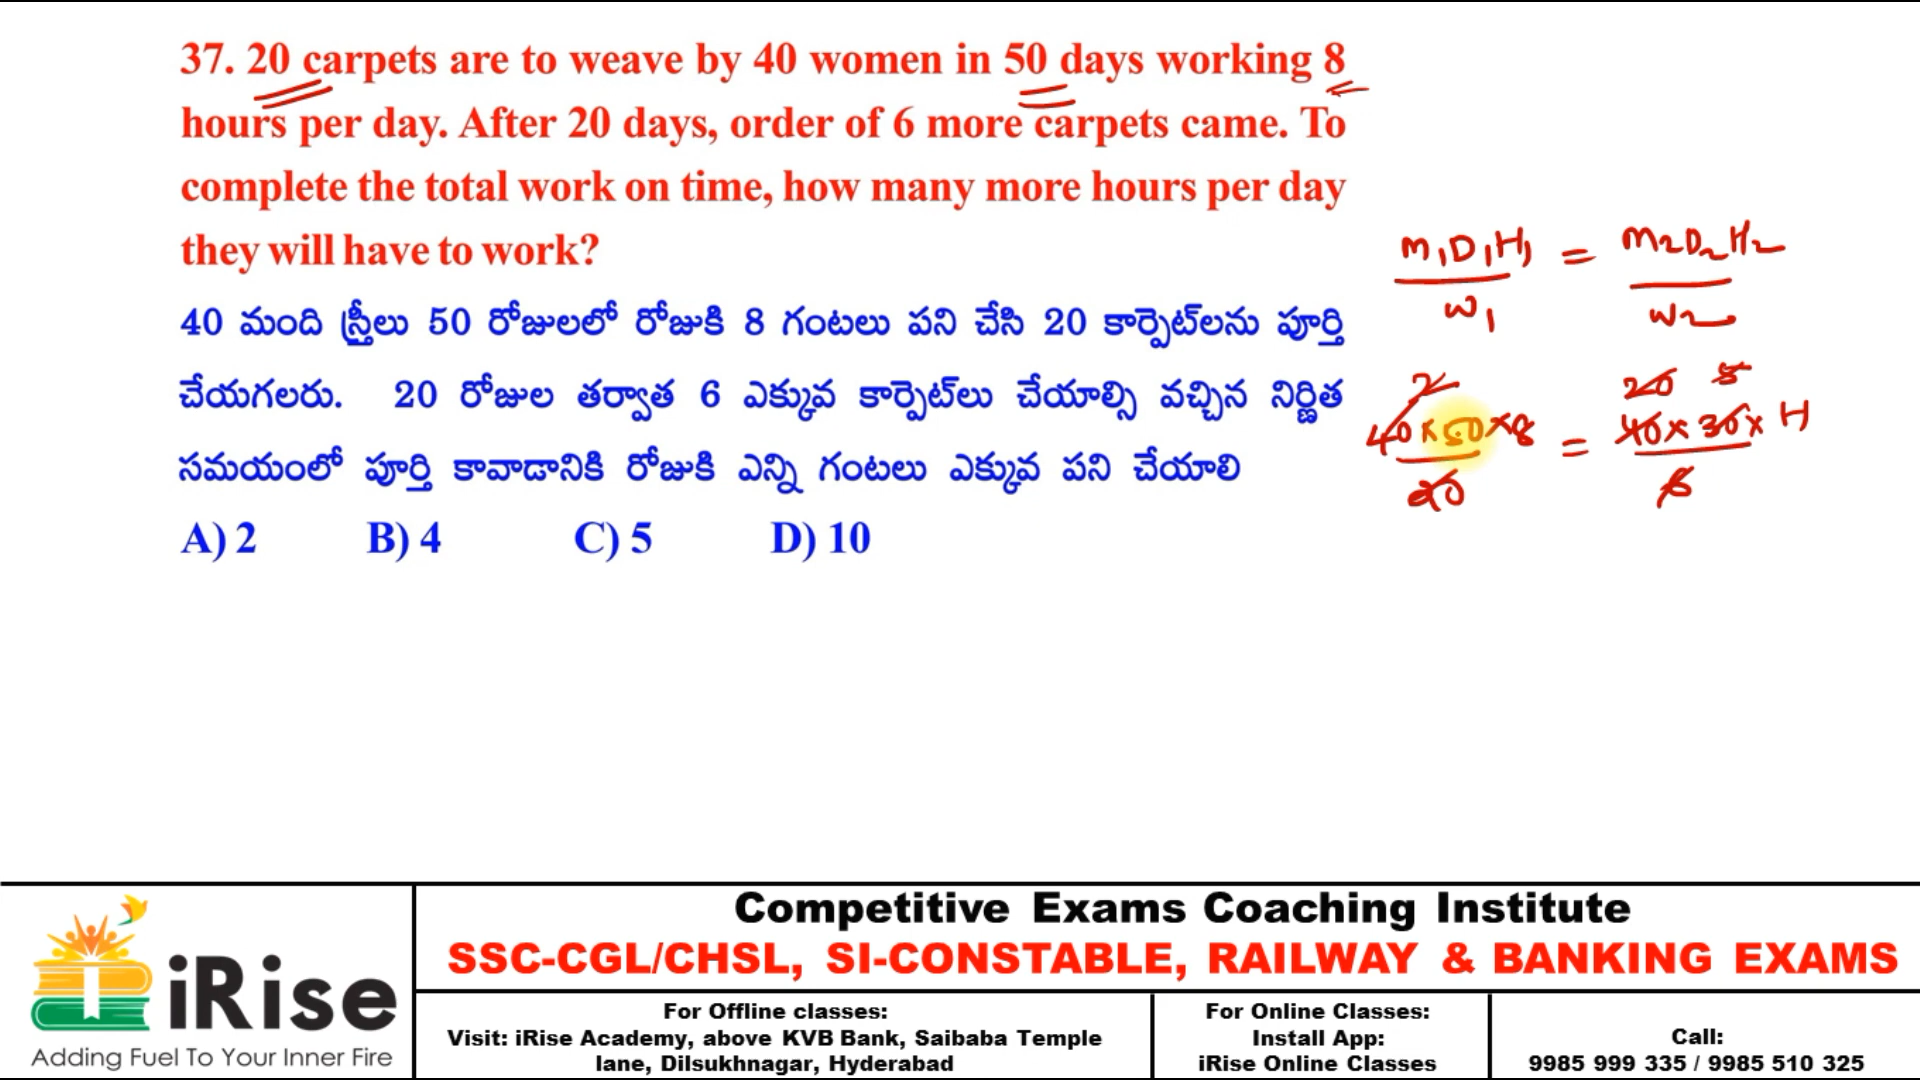 37. 20 carpets are to weave by 40 women in 50 days working 8
hours per day. After 20 days, order of 6 more carpets came. To
complete the total work on time, how many more hours per day
they will have to work?
40 మంది స్త్రీలు 50 రోజులలో రోజుకి 8 గంటలు పని చేసి 20 కార్పెట్‌లను పూర్తి
చేయగలరు. 20 రోజుల తర్వాత 6 ఎక్కువ కార్పెట్‌లు చేయాల్సి వచ్చిన నిర్ణిత
సమయంలో పూర్తి కావాడానికి రోజుకి ఎన్ని గంటలు ఎక్కువ పని చేయాలి
A) 2 B) 4 C) 5 D) 10
M₁D₁H₁ = M₂D₂H₂
W₁ W₂
2 20 5
40 × 50 × 8 = 40 × 30 × H
20 6
iRise
Adding Fuel To Your Inner Fire
Competitive Exams Coaching Institute
SSC-CGL/CHSL, SI-CONSTABLE, RAILWAY & BANKING EXAMS
For Offline classes:
Visit: iRise Academy, above KVB Bank, Saibaba Temple
lane, Dilsukhnagar, Hyderabad
For Online Classes:
Install App:
iRise Online Classes
Call:
9985 999 335 / 9985 510 325